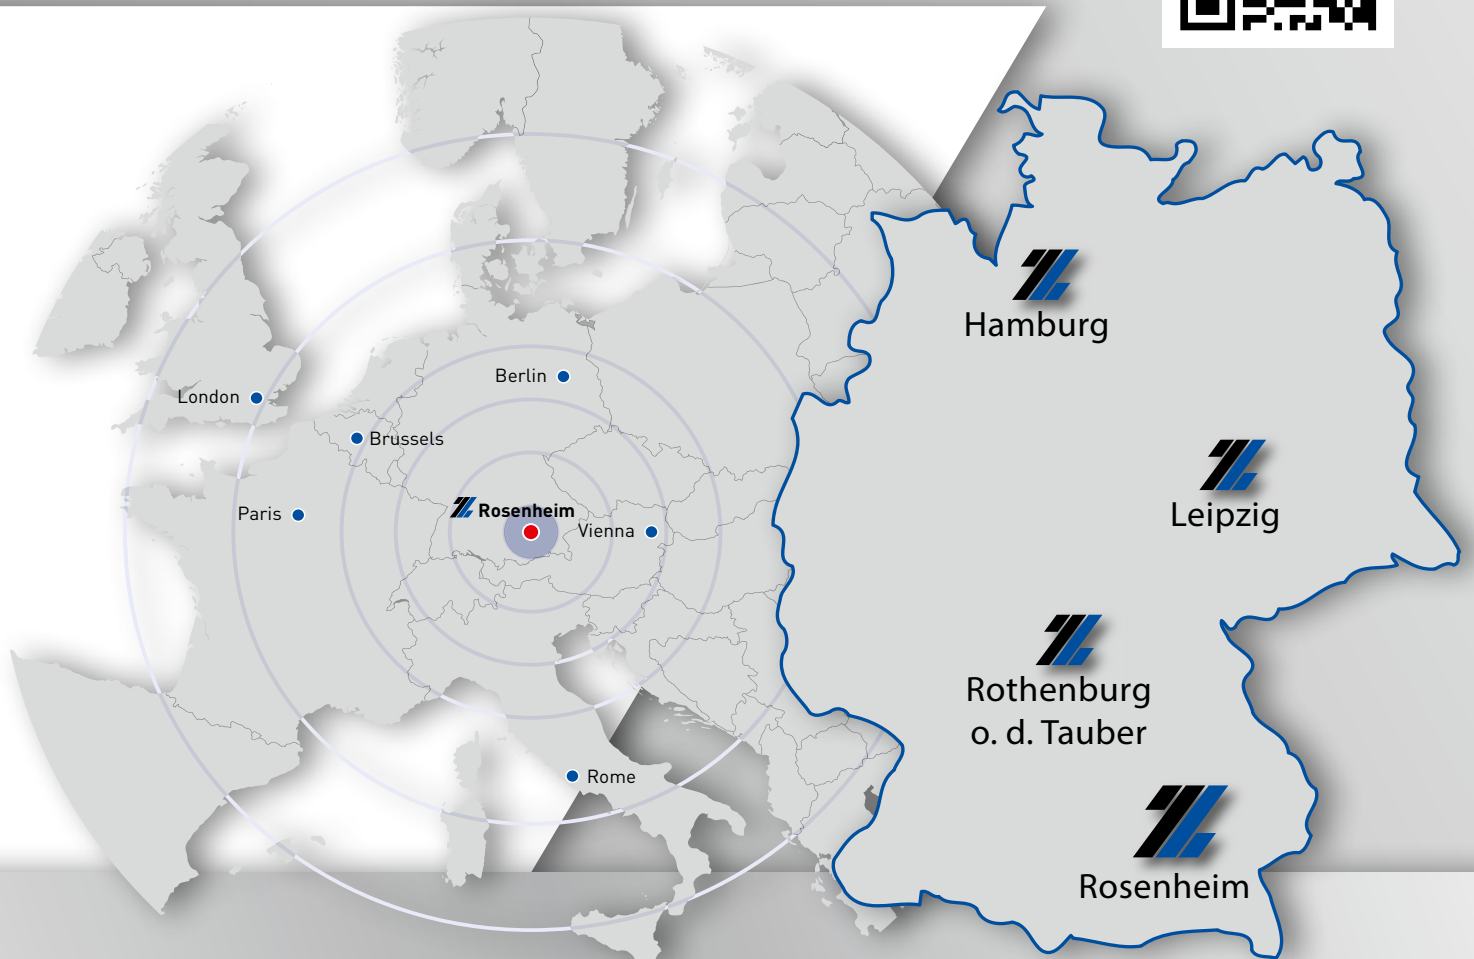 London
Berlin
Brussels
Paris
Rosenheim
Vienna
Rome
Hamburg
Leipzig
Rothenburg
o. d. Tauber
Rosenheim